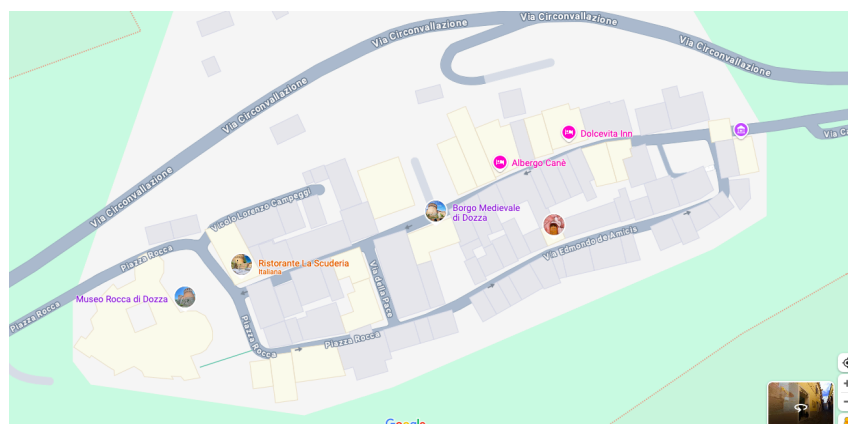 Via Circonvallazione
Via Circonvallazione
Via Circonvallazione
Via Circonvallazione
Via Circonvallazione
Dolcevita Inn
Albergo Canè
Vicolo Lorenzo Campeggi
Borgo Medievale
di Dozza
Via Edmondo de Amicis
Piazza Rocca
Ristorante La Scuderia
Italiana
Via della Pace
Museo Rocca di Dozza
Piazza Rocca
Piazza Rocca
Piazza Rocca
Google